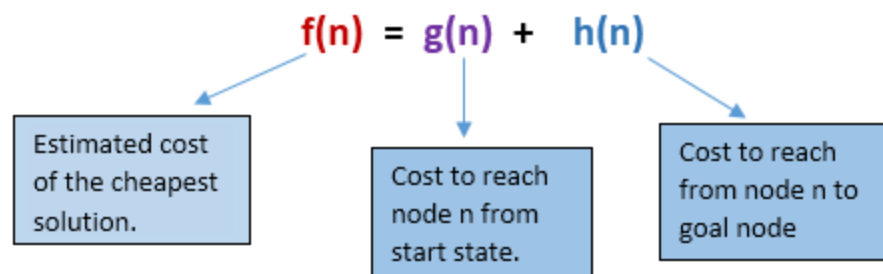 f(n) = g(n) + h(n)
Estimated cost
of the cheapest
solution.
Cost to reach
node n from
start state.
Cost to reach
from node n to
goal node